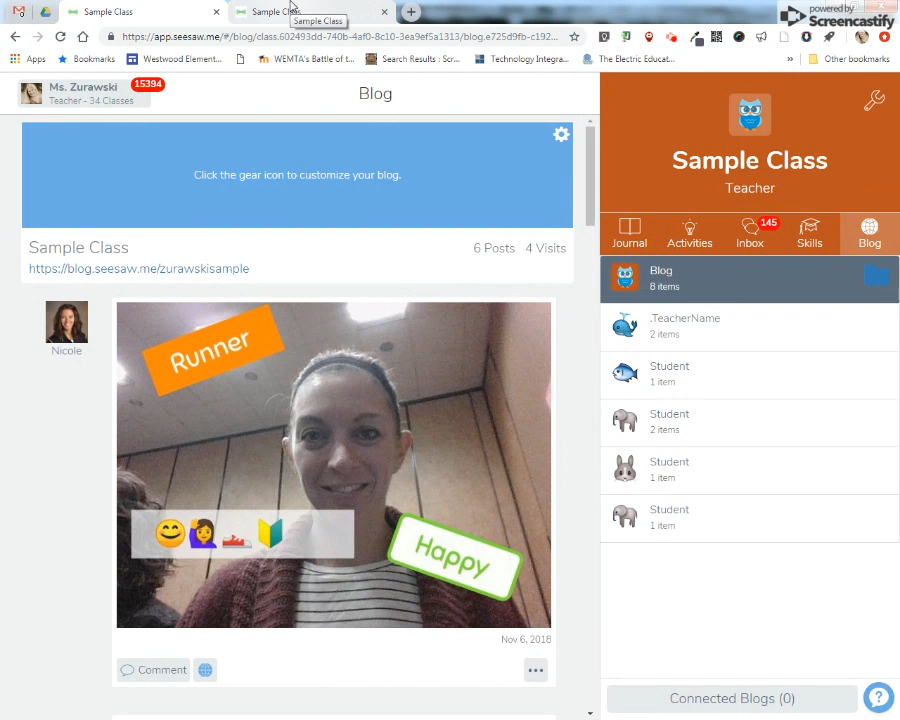 Sample Class
Sample Class
Sample Class
powered by
Screencastify
https://app.seesaw.me/#/blog/class.602493dd-740b-4af0-8c10-3ea9ef5a1313/blog.e725d9fb-c192...
Apps
Bookmarks
Westwood Element...
WEMTA's Battle of t...
Search Results : Scr...
Technology Integra...
The Electric Educat...
»
Other bookmarks
Ms. Zurawski
15394
Teacher - 34 Classes
Blog
Click the gear icon to customize your blog.
Sample Class
6 Posts 4 Visits
https://blog.seesaw.me/zurawskisample
Nicole
Runner
Happy
Nov 6, 2018
Comment
•••
Sample Class
Teacher
145
Journal
Activities
Inbox
Skills
Blog
Blog
8 items
.TeacherName
2 items
Student
1 item
Student
2 items
Student
1 item
Student
1 item
Connected Blogs (0)
?